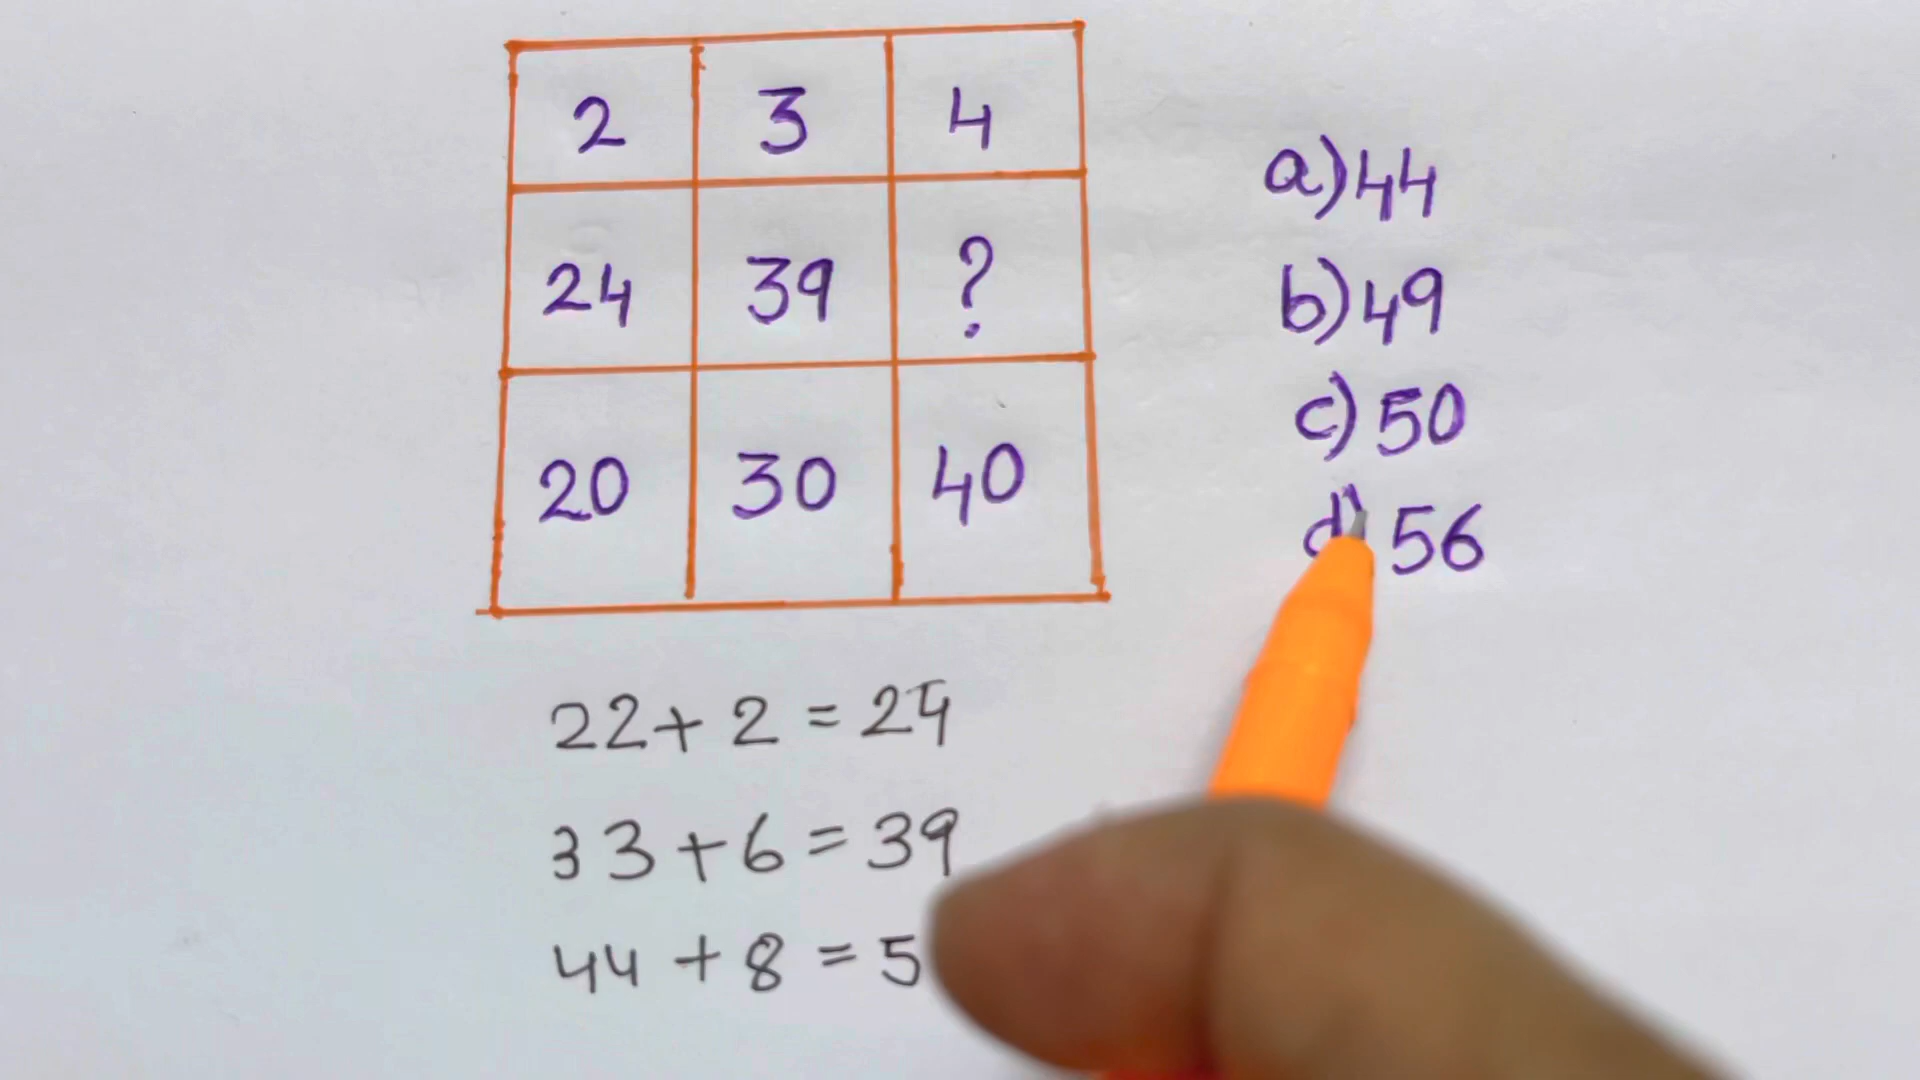 2 3 4
24 39 ?
20 30 40
a) 44
b) 49
c) 50
d) 56
22 + 2 = 24
33 + 6 = 39
44 + 8 = 5